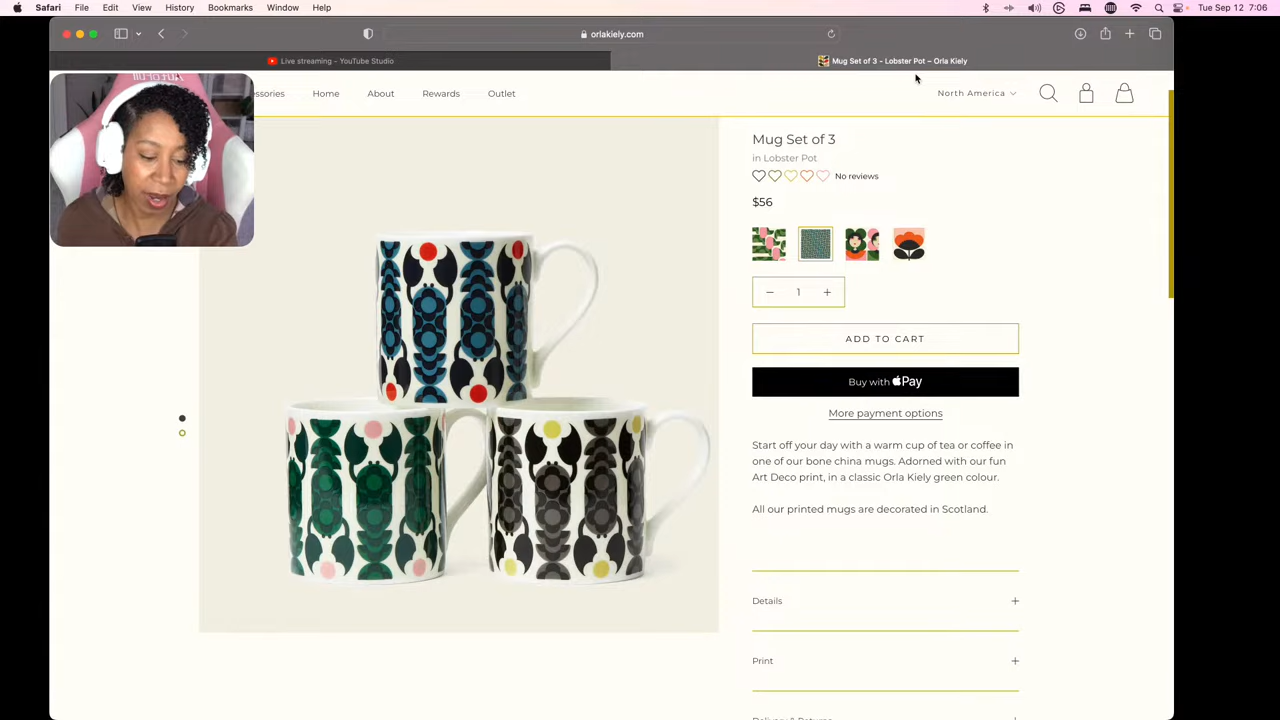 Safari File Edit View History Bookmarks Window Help
Tue Sep 12 7:06
orlakiely.com
Live streaming - YouTube Studio
Mug Set of 3 - Lobster Pot – Orla Kiely
Home About Rewards Outlet
North America
Mug Set of 3
in Lobster Pot
No reviews
$56
− 1 +
ADD TO CART
Buy with Pay
More payment options
Start off your day with a warm cup of tea or coffee in
one of our bone china mugs. Adorned with our fun
Art Deco print, in a classic Orla Kiely green colour.
All our printed mugs are decorated in Scotland.
Details +
Print +